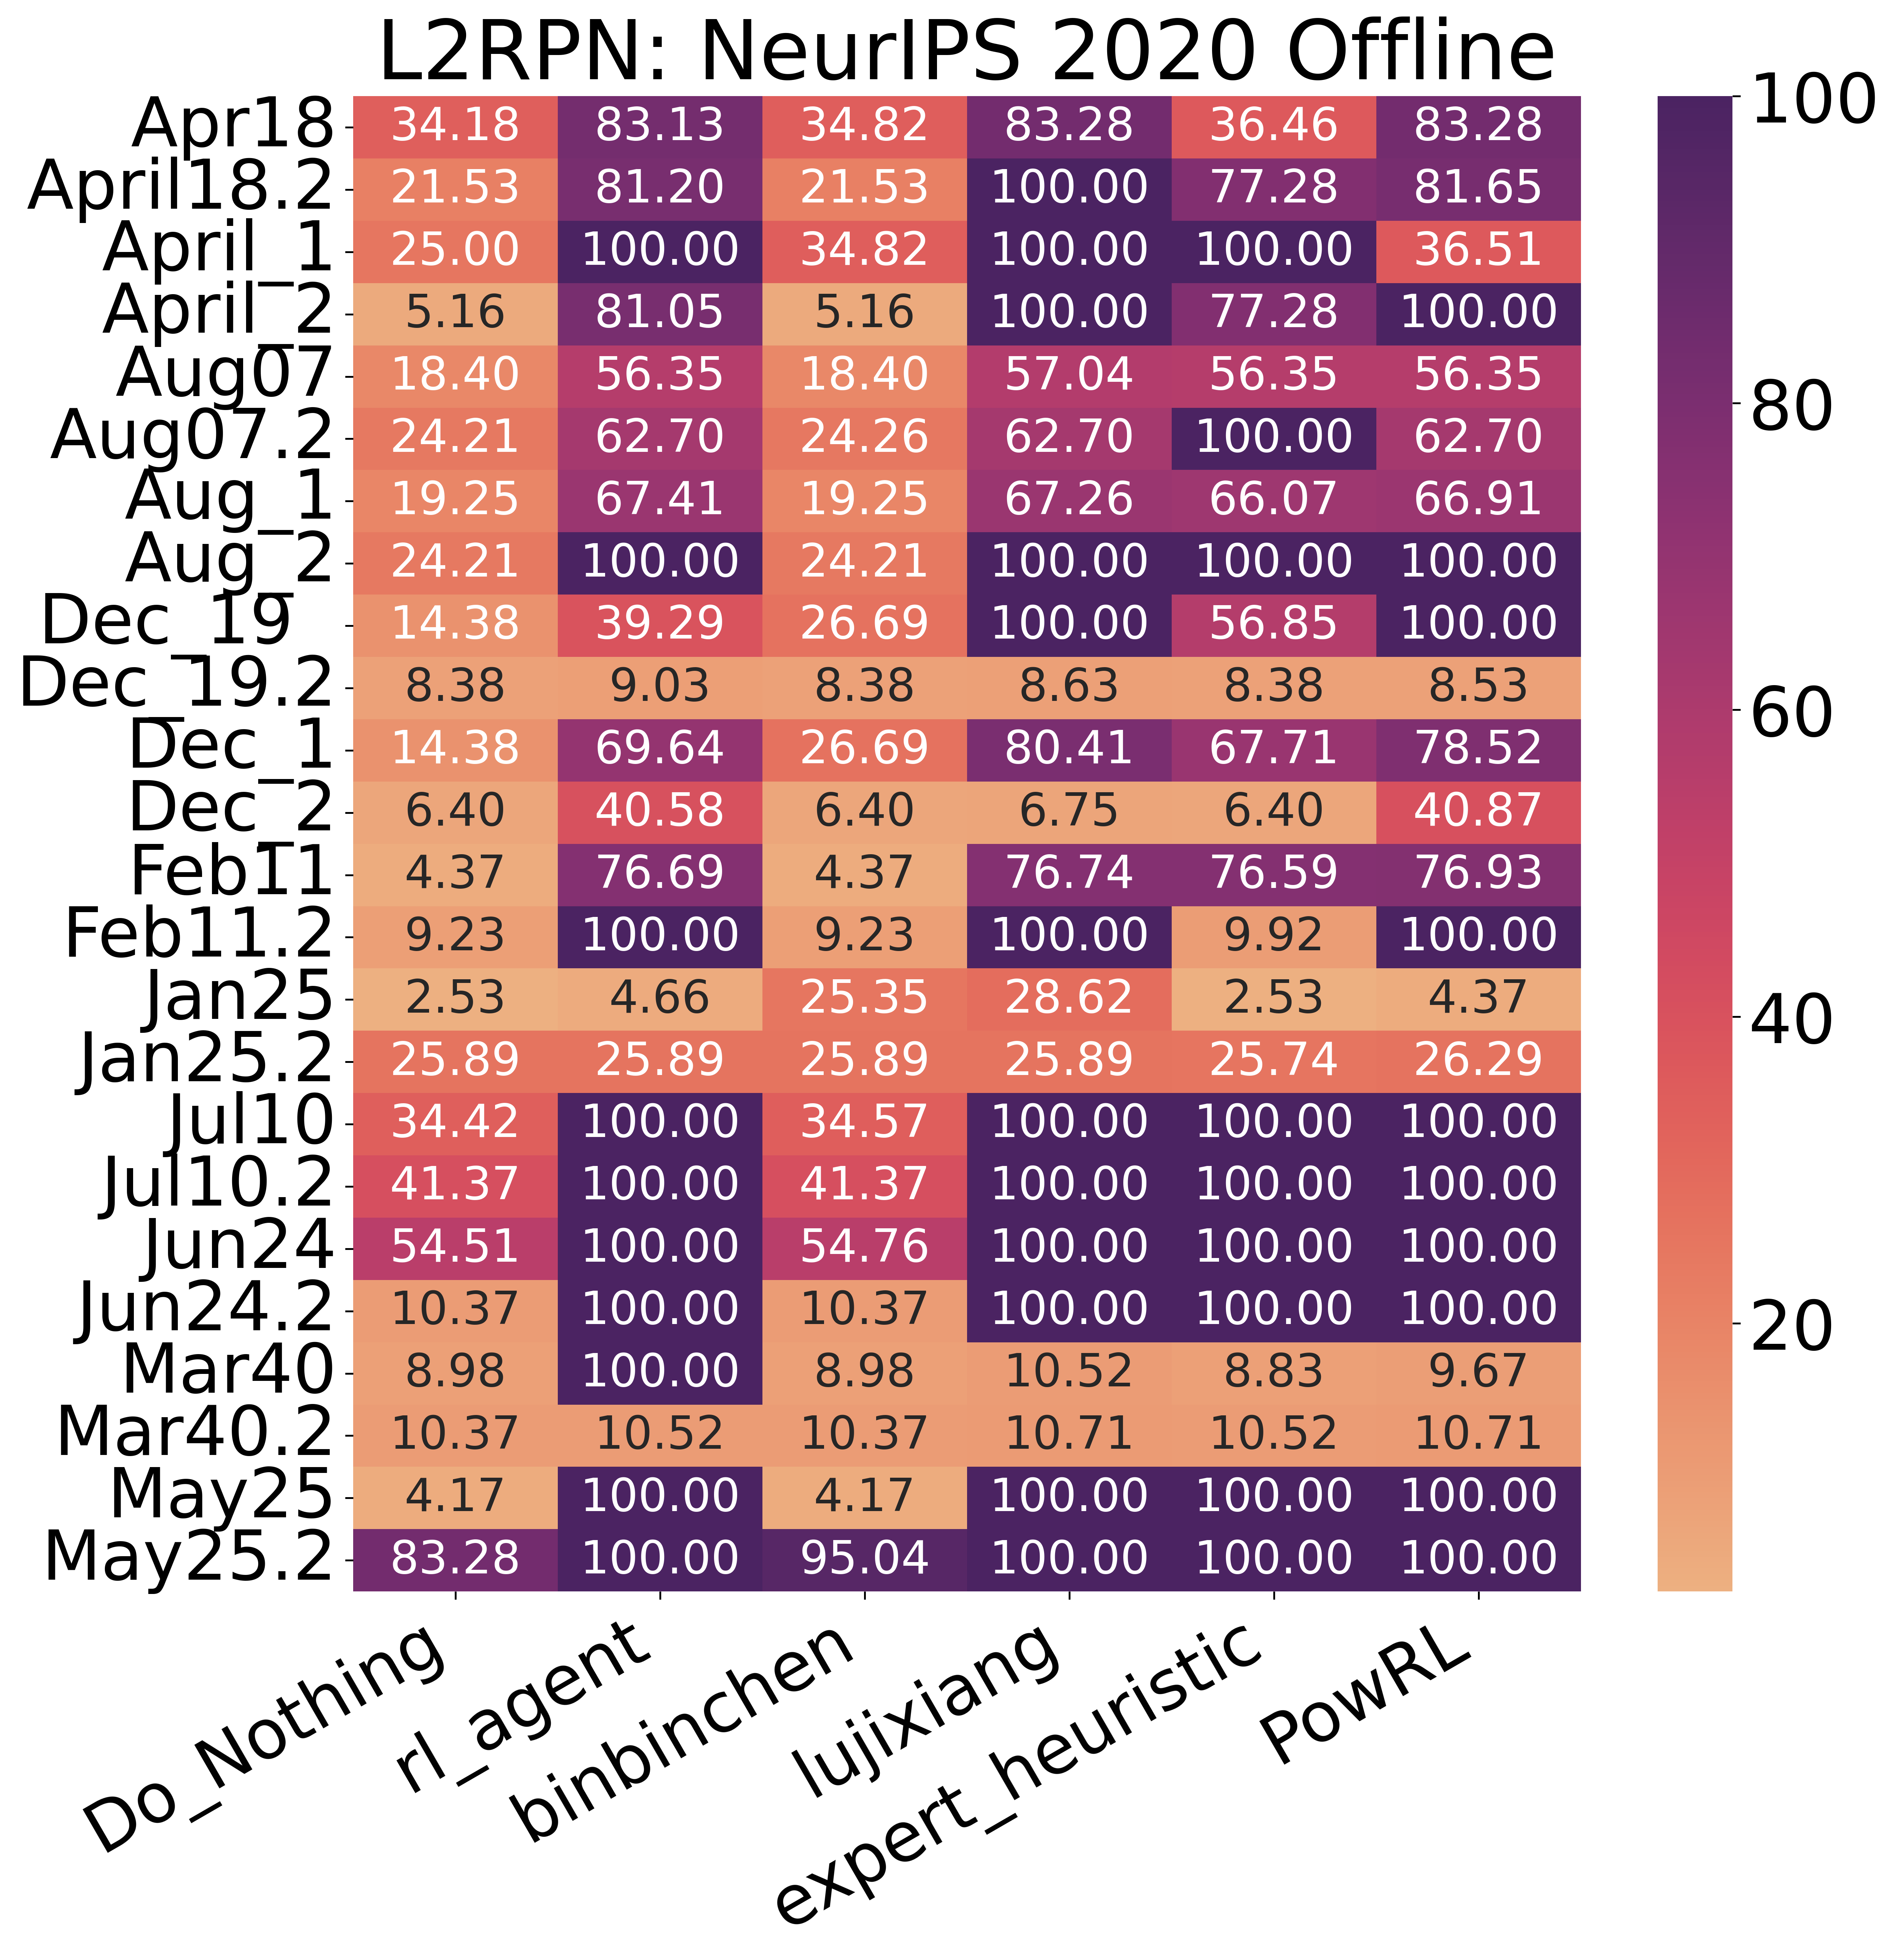 L2RPN: NeurIPS 2020 Offline
Apr18 34.18 83.13 34.82 83.28 36.46 83.28
April18.2 21.53 81.20 21.53 100.00 77.28 81.65
April_1 25.00 100.00 34.82 100.00 100.00 36.51
April_2 5.16 81.05 5.16 100.00 77.28 100.00
Aug07 18.40 56.35 18.40 57.04 56.35 56.35
Aug07.2 24.21 62.70 24.26 62.70 100.00 62.70
Aug_1 19.25 67.41 19.25 67.26 66.07 66.91
Aug_2 24.21 100.00 24.21 100.00 100.00 100.00
Dec_19 14.38 39.29 26.69 100.00 56.85 100.00
Dec_19.2 8.38 9.03 8.38 8.63 8.38 8.53
Dec_1 14.38 69.64 26.69 80.41 67.71 78.52
Dec_2 6.40 40.58 6.40 6.75 6.40 40.87
Feb11 4.37 76.69 4.37 76.74 76.59 76.93
Feb11.2 9.23 100.00 9.23 100.00 9.92 100.00
Jan25 2.53 4.66 25.35 28.62 2.53 4.37
Jan25.2 25.89 25.89 25.89 25.89 25.74 26.29
Jul10 34.42 100.00 34.57 100.00 100.00 100.00
Jul10.2 41.37 100.00 41.37 100.00 100.00 100.00
Jun24 54.51 100.00 54.76 100.00 100.00 100.00
Jun24.2 10.37 100.00 10.37 100.00 100.00 100.00
Mar40 8.98 100.00 8.98 10.52 8.83 9.67
Mar40.2 10.37 10.52 10.37 10.71 10.52 10.71
May25 4.17 100.00 4.17 100.00 100.00 100.00
May25.2 83.28 100.00 95.04 100.00 100.00 100.00
Do_Nothing
rl_agent
binbinchen
lujixiang
expert_heuristic
PowRL
100
80
60
40
20